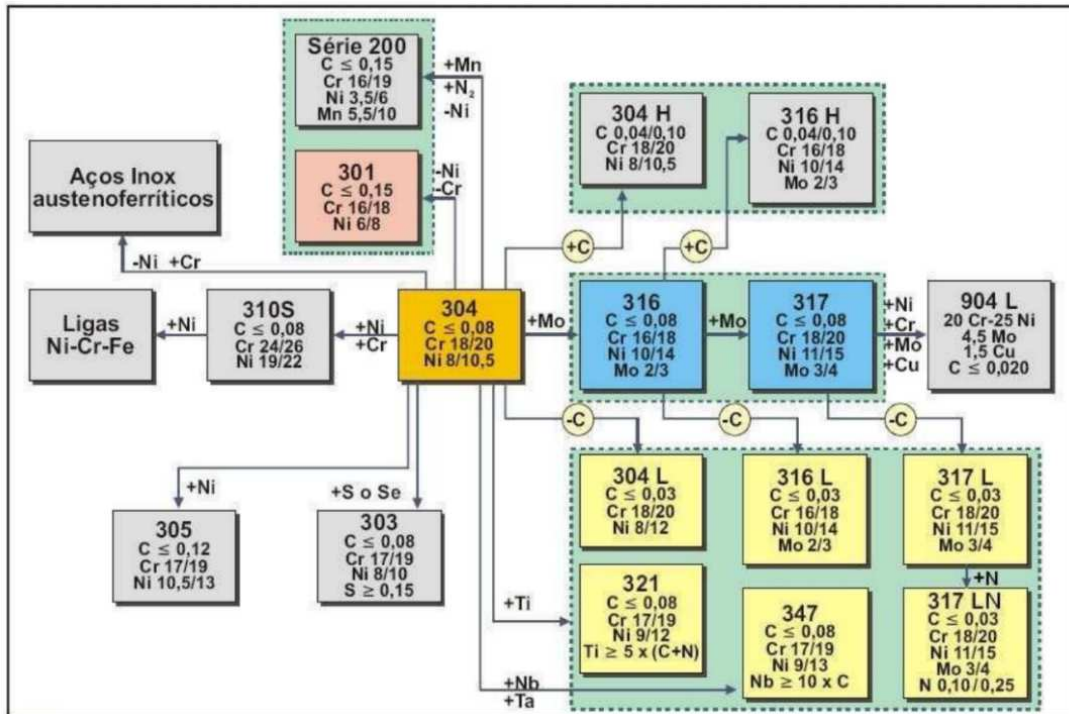 Série 200
C ≤ 0,15
Cr 16/19
Ni 3,5/6
Mn 5,5/10
+Mn
+N₂
-Ni
301
C ≤ 0,15
Cr 16/18
Ni 6/8
-Ni
-Cr
304 H
C 0,04/0,10
Cr 18/20
Ni 8/10,5
316 H
C 0,04/0,10
Cr 16/18
Ni 10/14
Mo 2/3
Aços Inox
austenoferríticos
-Ni +Cr
+C
+C
Ligas
Ni-Cr-Fe
+Ni
310S
C ≤ 0,08
Cr 24/26
Ni 19/22
+Ni
+Cr
304
C ≤ 0,08
Cr 18/20
Ni 8/10,5
+Mo
316
C ≤ 0,08
Cr 16/18
Ni 10/14
Mo 2/3
+Mo
317
C ≤ 0,08
Cr 18/20
Ni 11/15
Mo 3/4
+Ni
+Cr
+Mo
+Cu
904 L
20 Cr-25 Ni
4,5 Mo
1,5 Cu
C ≤ 0,020
-C
-C
-C
+Ni
305
C ≤ 0,12
Cr 17/19
Ni 10,5/13
+S o Se
303
C ≤ 0,08
Cr 17/19
Ni 8/10
S ≥ 0,15
304 L
C ≤ 0,03
Cr 18/20
Ni 8/12
316 L
C ≤ 0,03
Cr 16/18
Ni 10/14
Mo 2/3
317 L
C ≤ 0,03
Cr 18/20
Ni 11/15
Mo 3/4
+N
+Ti
321
C ≤ 0,08
Cr 17/19
Ni 9/12
Ti ≥ 5 x (C+N)
+Nb
+Ta
347
C ≤ 0,08
Cr 17/19
Ni 9/13
Nb ≥ 10 x C
317 LN
C ≤ 0,03
Cr 18/20
Ni 11/15
Mo 3/4
N 0,10/0,25